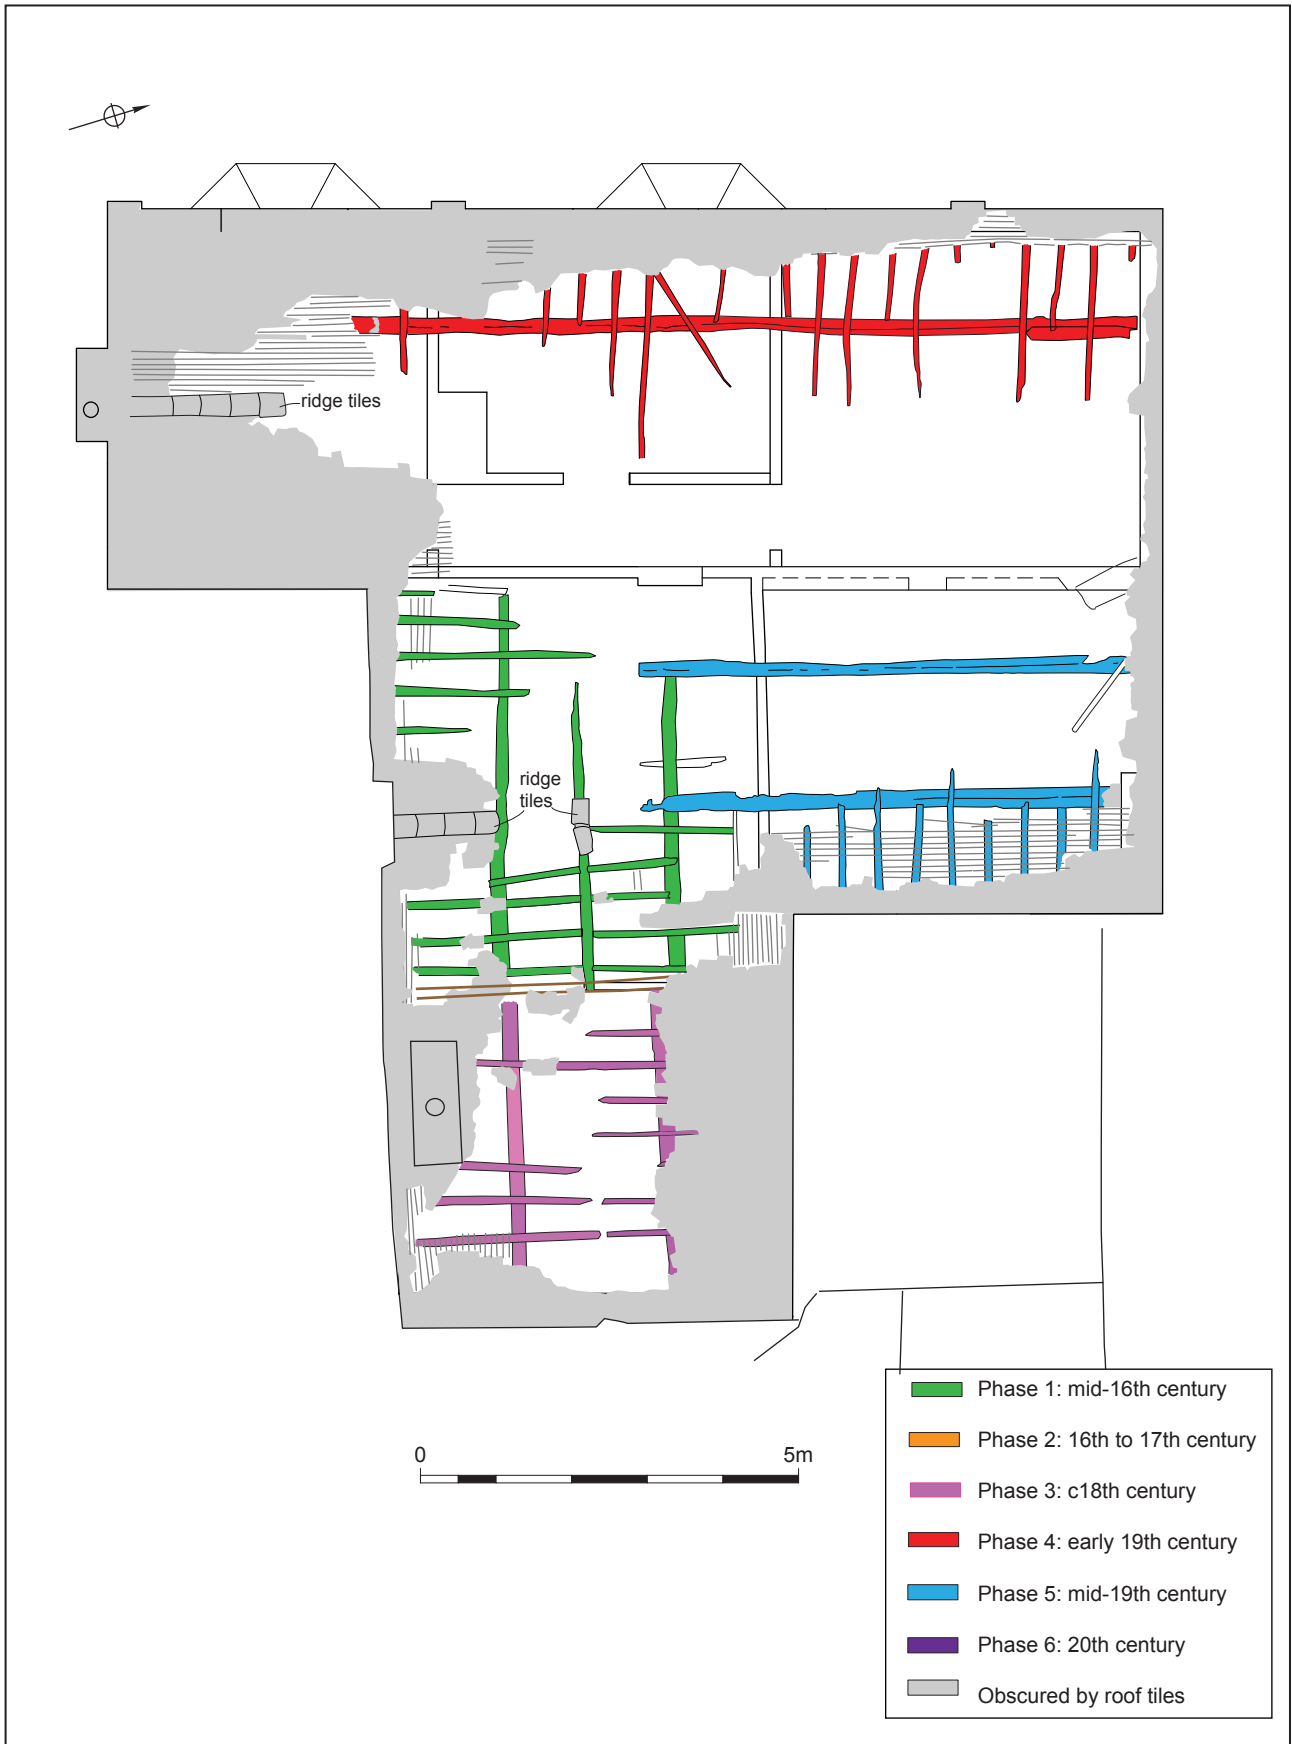 ridge tiles
ridge
tiles
0 5m
Phase 1: mid-16th century
Phase 2: 16th to 17th century
Phase 3: c18th century
Phase 4: early 19th century
Phase 5: mid-19th century
Phase 6: 20th century
Obscured by roof tiles